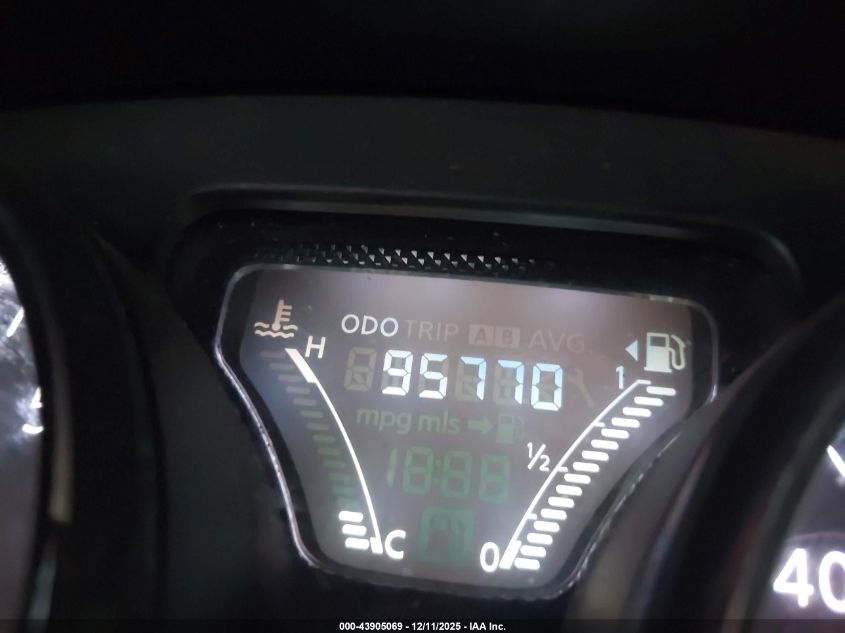 ODO TRIP A B AVG.
H 95770 1
mpg mls
1/2
18:88
C 0
40
000-43905069 - 12/11/2025 - IAA Inc.